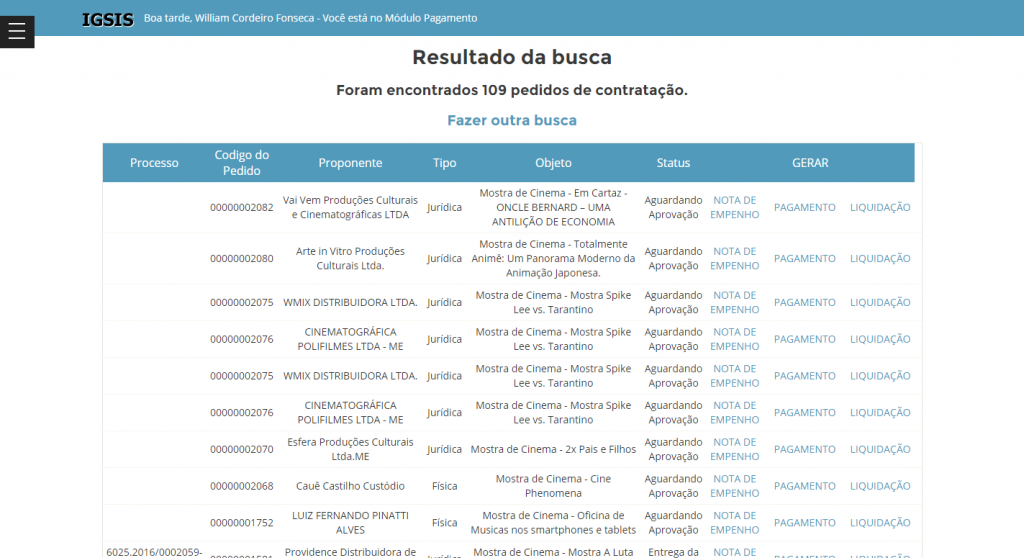 IGSIS Boa tarde, William Cordeiro Fonseca - Você está no Módulo Pagamento
Resultado da busca
Foram encontrados 109 pedidos de contratação.
Fazer outra busca
Processo Codigo do Pedido Proponente Tipo Objeto Status GERAR
00000002082 Vai Vem Produções Culturais e Cinematográficas LTDA Jurídica Mostra de Cinema - Em Cartaz - ONCLE BERNARD – UMA ANTILIÇÃO DE ECONOMIA Aguardando Aprovação NOTA DE EMPENHO PAGAMENTO LIQUIDAÇÃO
00000002080 Arte in Vitro Produções Culturais Ltda. Jurídica Mostra de Cinema - Totalmente Animê: Um Panorama Moderno da Animação Japonesa. Aguardando Aprovação NOTA DE EMPENHO PAGAMENTO LIQUIDAÇÃO
00000002075 WMIX DISTRIBUIDORA LTDA. Jurídica Mostra de Cinema - Mostra Spike Lee vs. Tarantino Aguardando Aprovação NOTA DE EMPENHO PAGAMENTO LIQUIDAÇÃO
00000002076 CINEMATOGRÁFICA POLIFILMES LTDA - ME Jurídica Mostra de Cinema - Mostra Spike Lee vs. Tarantino Aguardando Aprovação NOTA DE EMPENHO PAGAMENTO LIQUIDAÇÃO
00000002075 WMIX DISTRIBUIDORA LTDA. Jurídica Mostra de Cinema - Mostra Spike Lee vs. Tarantino Aguardando Aprovação NOTA DE EMPENHO PAGAMENTO LIQUIDAÇÃO
00000002076 CINEMATOGRÁFICA POLIFILMES LTDA - ME Jurídica Mostra de Cinema - Mostra Spike Lee vs. Tarantino Aguardando Aprovação NOTA DE EMPENHO PAGAMENTO LIQUIDAÇÃO
00000002070 Esfera Produções Culturais Ltda.ME Jurídica Mostra de Cinema - 2x Pais e Filhos Aguardando Aprovação NOTA DE EMPENHO PAGAMENTO LIQUIDAÇÃO
00000002068 Cauê Castilho Custódio Física Mostra de Cinema - Cine Phenomena Aguardando Aprovação NOTA DE EMPENHO PAGAMENTO LIQUIDAÇÃO
00000001752 LUIZ FERNANDO PINATTI ALVES Física Mostra de Cinema - Oficina de Musicas nos smartphones e tablets Aguardando Aprovação NOTA DE EMPENHO PAGAMENTO LIQUIDAÇÃO
6025.2016/0002059- Providence Distribuidora de Mostra de Cinema - Mostra A Luta Entrega da NOTA DE